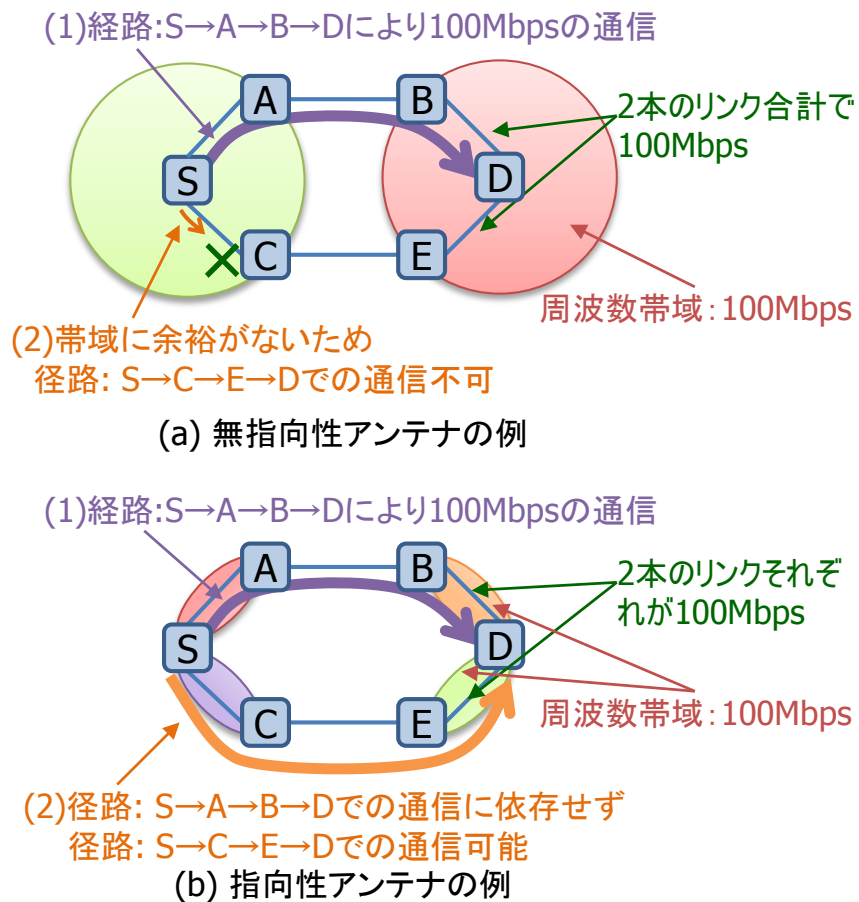 (1)経路:S→A→B→Dにより100Mbpsの通信
A
B
2本のリンク合計で
100Mbps
S
D
C
E
周波数帯域：100Mbps
(2)帯域に余裕がないため
径路: S→C→E→Dでの通信不可
(a) 無指向性アンテナの例
(1)経路:S→A→B→Dにより100Mbpsの通信
A
B
2本のリンクそれぞ
れが100Mbps
S
D
C
E
周波数帯域：100Mbps
(2)径路: S→A→B→Dでの通信に依存せず
径路: S→C→E→Dでの通信可能
(b) 指向性アンテナの例